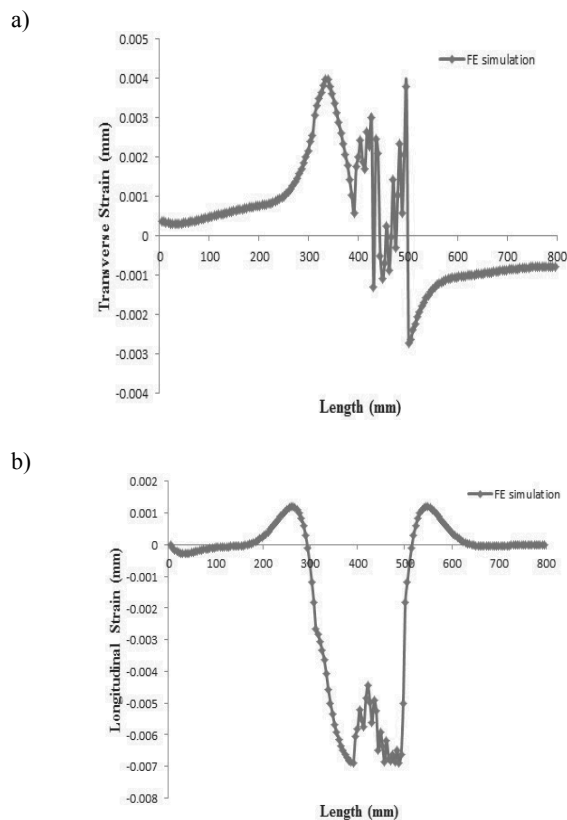 a)
0.005
0.004
0.003
0.002
0.001
0
-0.001
-0.002
-0.003
-0.004
Transverse Strain (mm)
0 100 200 300 400 500 600 700 800
Length (mm)
FE simulation
b)
0.002
0.001
0
-0.001
-0.002
-0.003
-0.004
-0.005
-0.006
-0.007
-0.008
Longitudinal Strain (mm)
0 100 200 300 400 500 600 700 800
Length (mm)
FE simulation